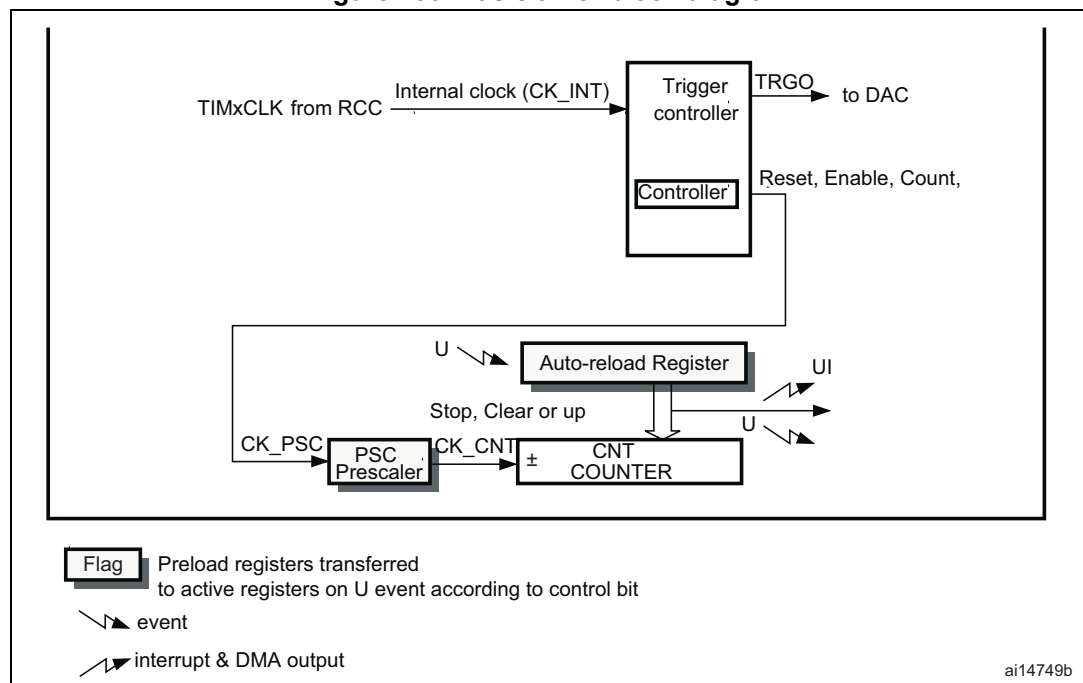 TIMxCLK from RCC
Internal clock (CK_INT)
Trigger
controller
TRGO
to DAC
Controller
Reset, Enable, Count,
U
Auto-reload Register
UI
Stop, Clear or up
U
CK_PSC
PSC
Prescaler
CK_CNT
±
CNT
COUNTER
Flag
Preload registers transferred
to active registers on U event according to control bit
event
interrupt & DMA output
ai14749b